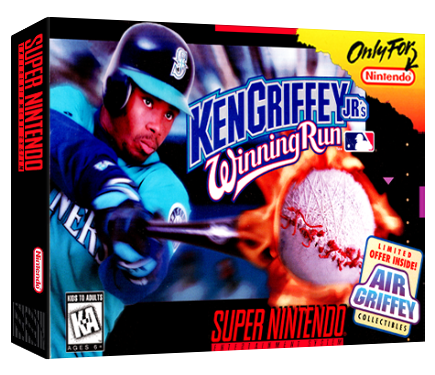 SUPER NINTENDO
Nintendo
Only For
Nintendo
KEN GRIFFEY JR's
Winning Run
S
NERS
LIMITED
OFFER INSIDE!
AIR
GRIFFEY
COLLECTIBLES
KIDS TO ADULTS
K-A
AGES 6+
SUPER NINTENDO
ENTERTAINMENT SYSTEM